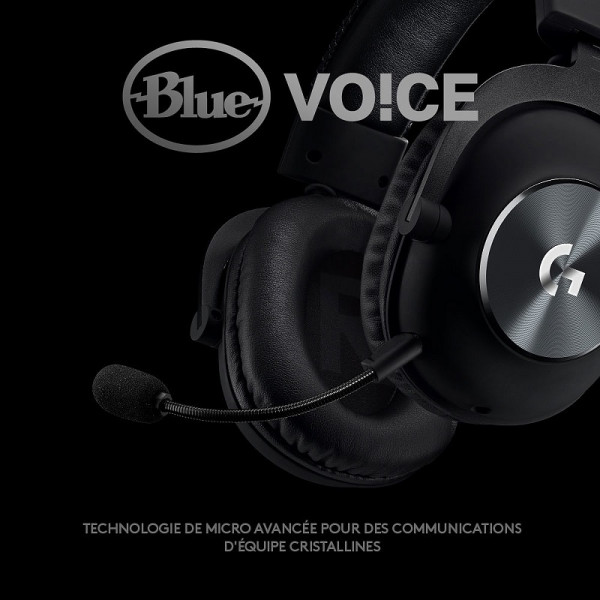 Blue VO!CE
G
R
TECHNOLOGIE DE MICRO AVANCÉE POUR DES COMMUNICATIONS
D'ÉQUIPE CRISTALLINES